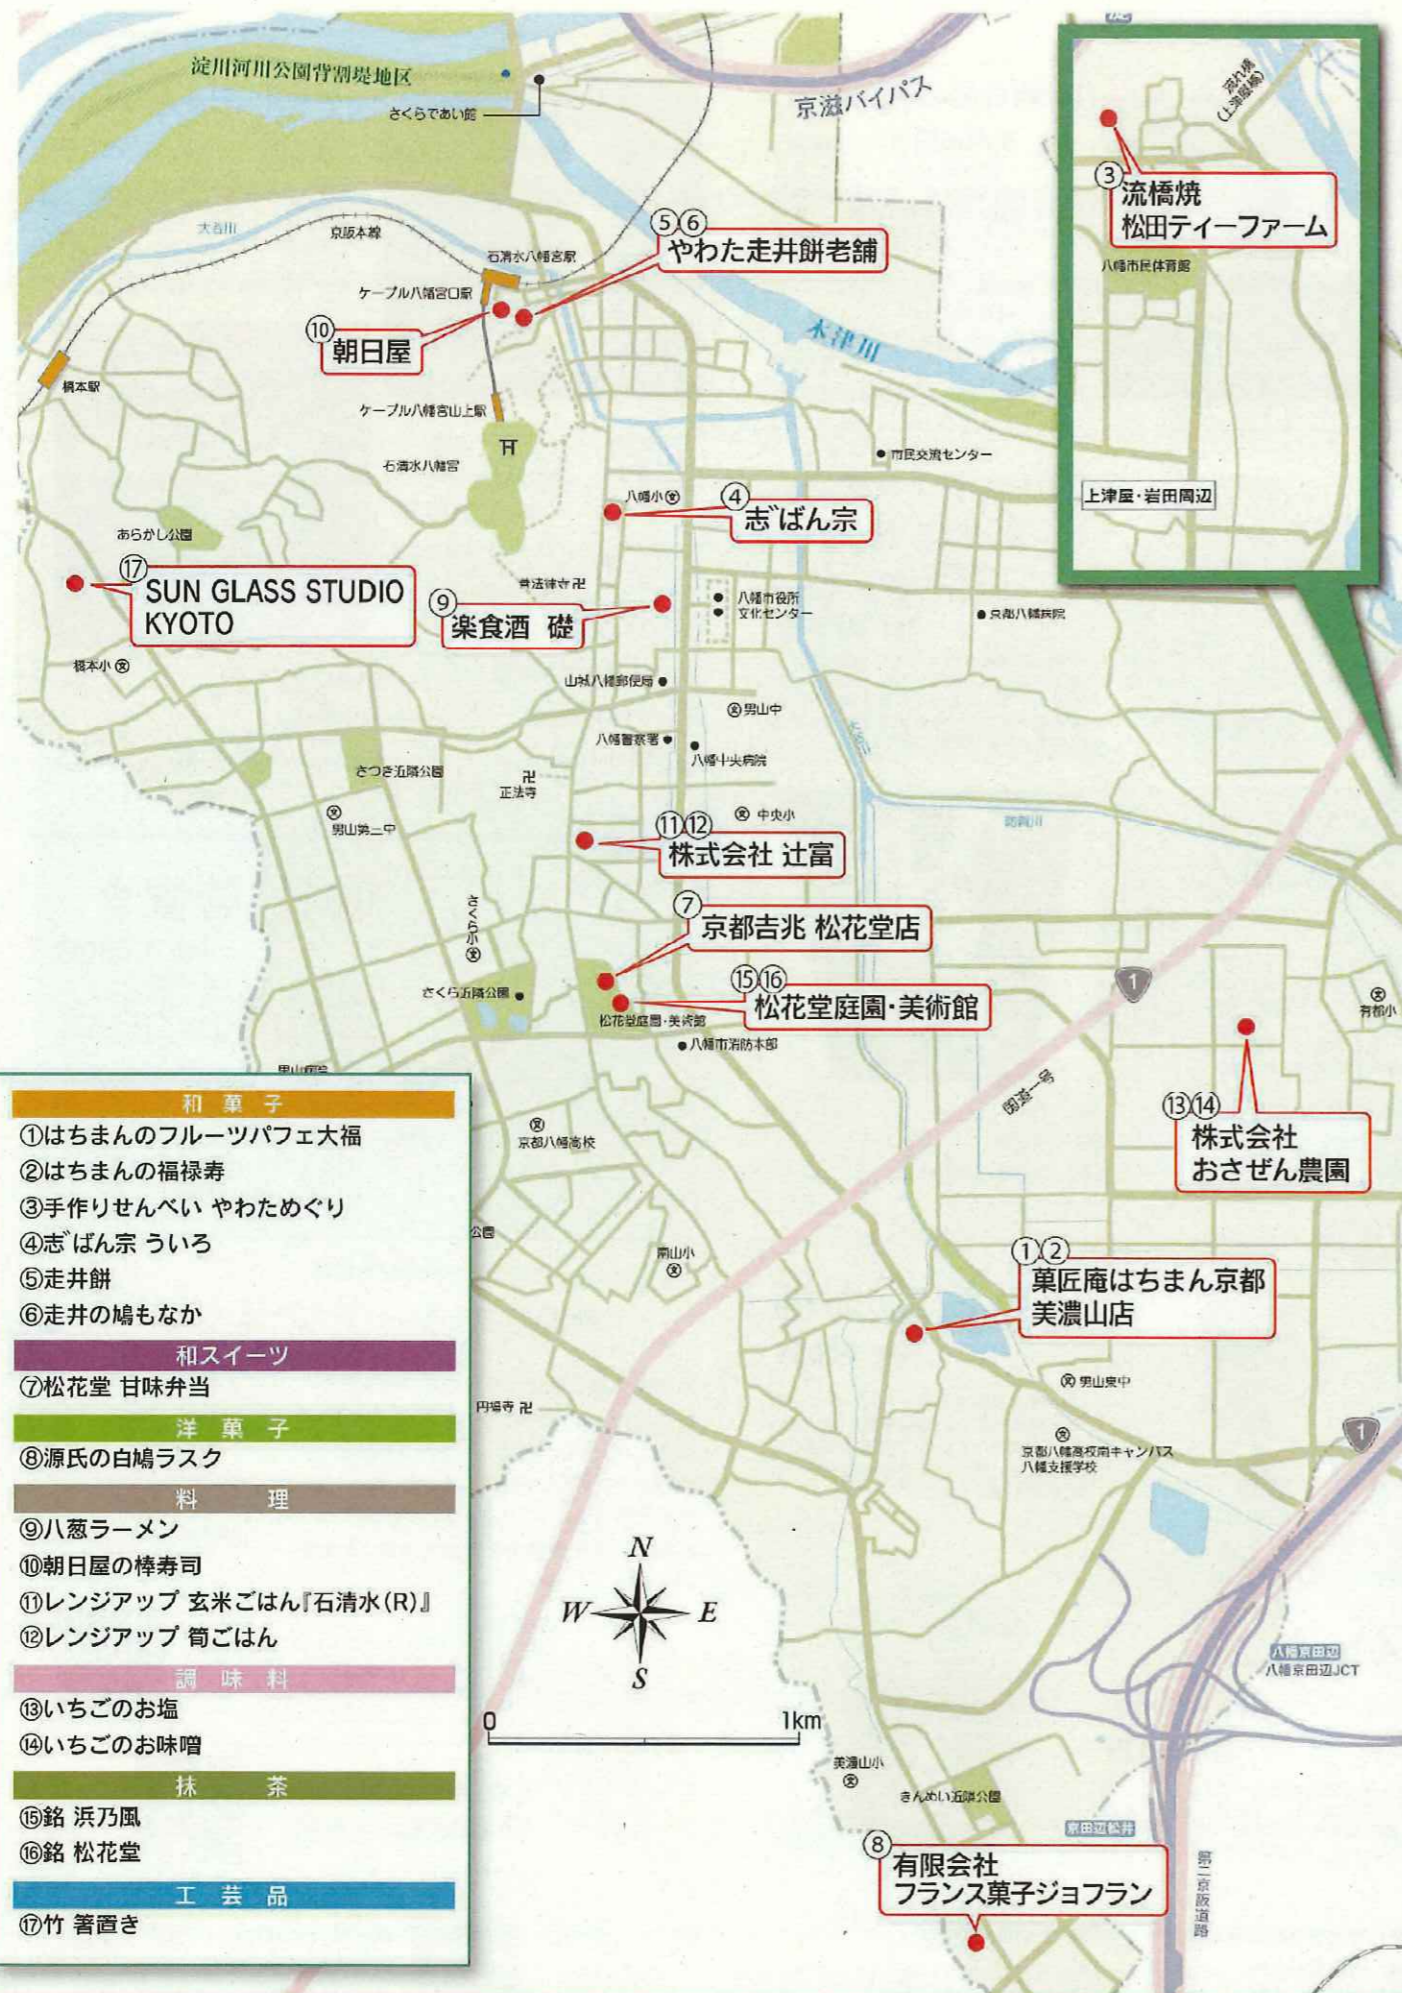 淀川河川公園背割堤地区
さくらであい館
京滋バイパス
流れ橋
(上津屋橋)
③
流橋焼
松田ティーファーム
八幡市民体育館
上津屋・岩田周辺
大谷川
京阪本線
石清水八幡宮駅
⑤⑥
やわた走井餅老舗
ケーブル八幡宮口駅
⑩
朝日屋
木津川
橋本駅
ケーブル八幡宮山上駅
石清水八幡宮
市民交流センター
八幡小
④
志ばん宗
あらかし公園
⑰
SUN GLASS STUDIO
KYOTO
善法律寺
⑨
楽食酒 礎
八幡市役所
文化センター
京都八幡病院
橋本小
山城八幡郵便局
男山中
八幡警察署
八幡中央病院
さつき近隣公園
正法寺
男山第三中
中央小
⑪⑫
株式会社 辻富
さくら小
⑦
京都吉兆 松花堂店
さくら近隣公園
⑮⑯
松花堂庭園・美術館
松花堂庭園・美術館
八幡市消防本部
1
有都小
国道一号
男山病院
京都八幡高校
⑬⑭
株式会社
おさぜん農園
公園
南山小
①②
菓匠庵はちまん京都
美濃山店
男山東中
円福寺
京都八幡高校南キャンパス
八幡支援学校
1
N
W E
S
0 1km
八幡京田辺
八幡京田辺JCT
美濃山小
きんめい近隣公園
京田辺松井
第二京阪道路
⑧
有限会社
フランス菓子ジョフラン
和菓子
①はちまんのフルーツパフェ大福
②はちまんの福禄寿
③手作りせんべい やわためぐり
④志ばん宗 ういろ
⑤走井餅
⑥走井の鳩もなか
和スイーツ
⑦松花堂 甘味弁当
洋菓子
⑧源氏の白鳩ラスク
料理
⑨八葱ラーメン
⑩朝日屋の棒寿司
⑪レンジアップ 玄米ごはん『石清水(R)』
⑫レンジアップ 筍ごはん
調味料
⑬いちごのお塩
⑭いちごのお味噌
抹茶
⑮銘 浜乃風
⑯銘 松花堂
工芸品
⑰竹 箸置き